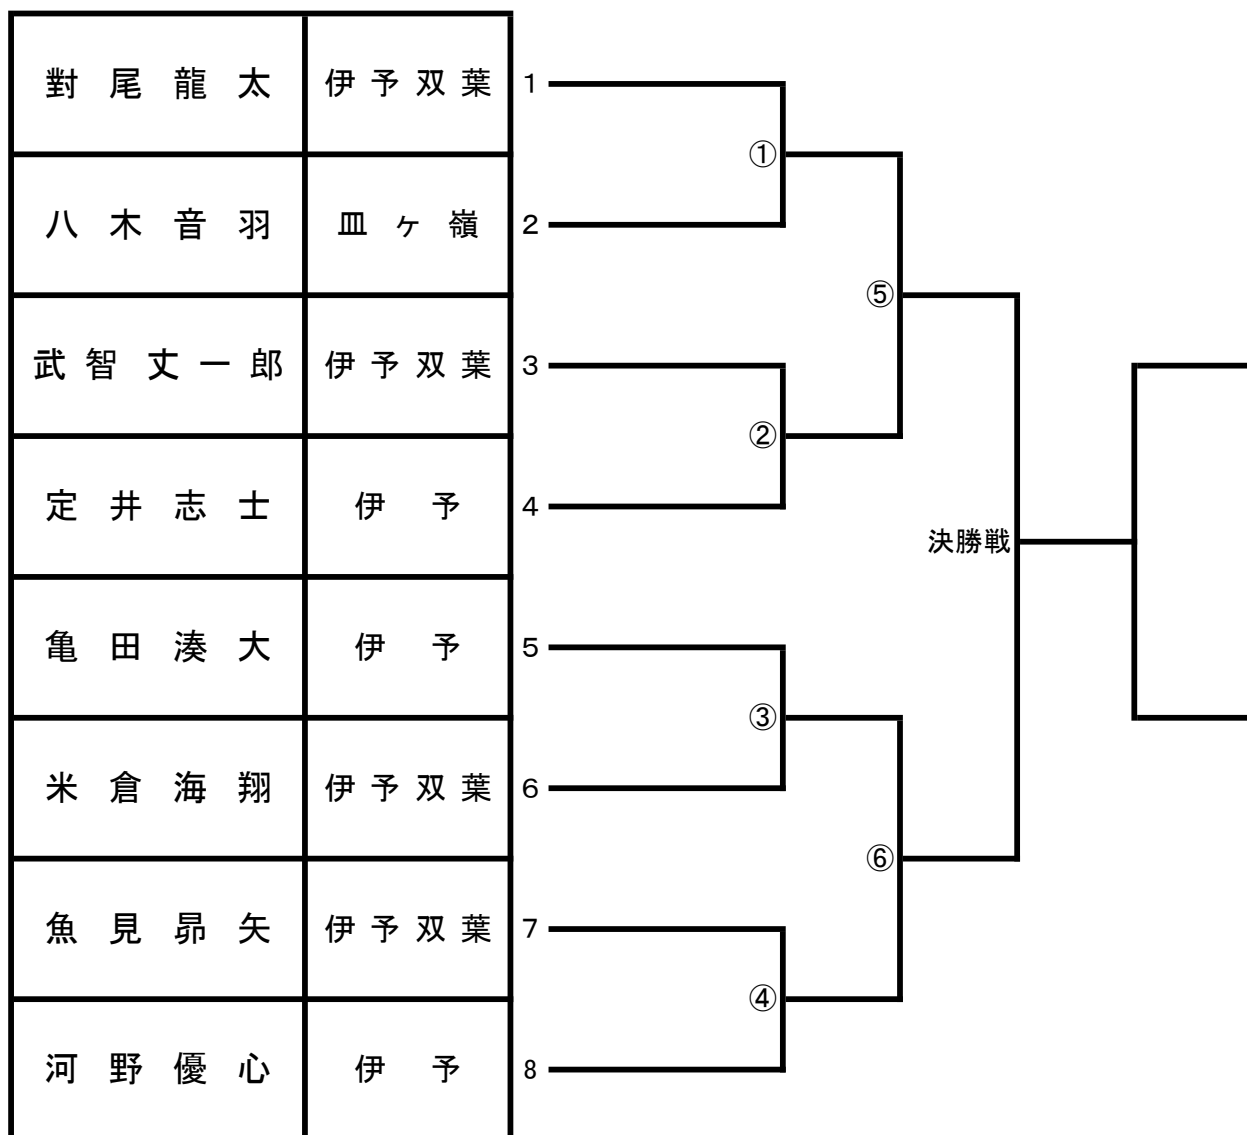 對尾龍太 伊予双葉 1
①
八木音羽 皿ヶ嶺 2
⑤
武智丈一郎 伊予双葉 3
②
定井志士 伊予 4
決勝戦
亀田湊大 伊予 5
③
米倉海翔 伊予双葉 6
⑥
魚見昴矢 伊予双葉 7
④
河野優心 伊予 8